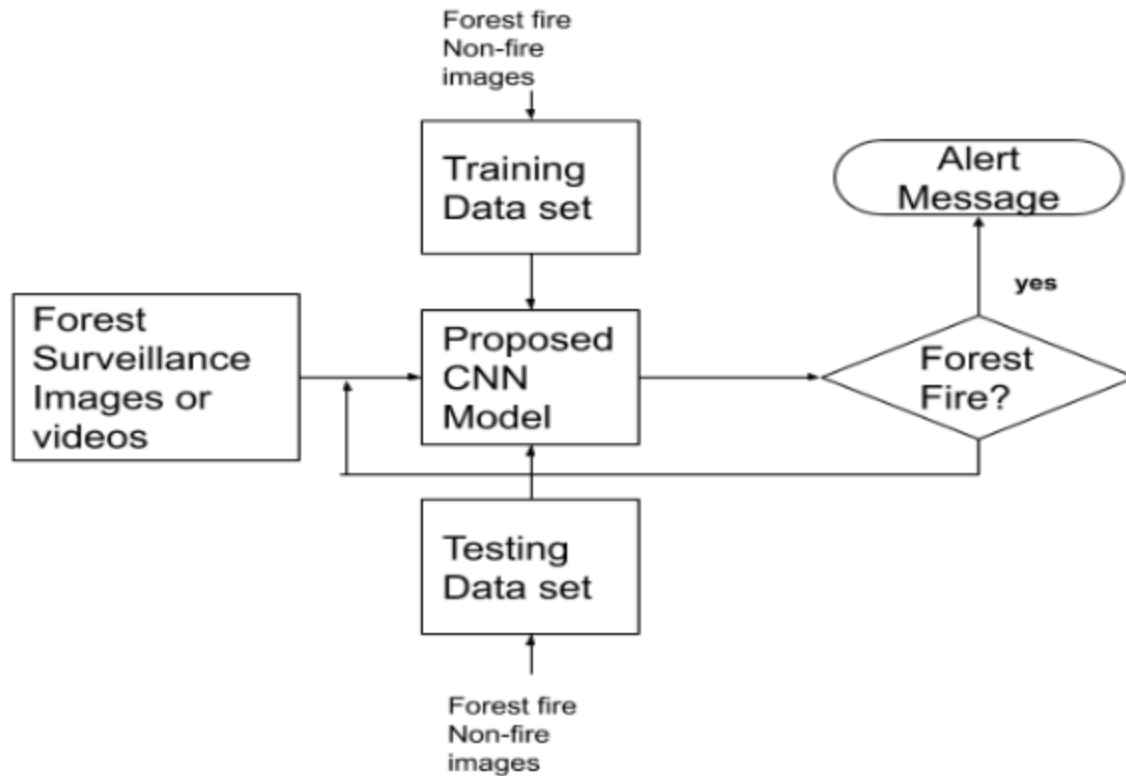 Forest fire
Non-fire
images
Training
Data set
Alert
Message
yes
Forest
Surveillance
Images or
videos
Proposed
CNN
Model
Forest
Fire?
Testing
Data set
Forest fire
Non-fire
images